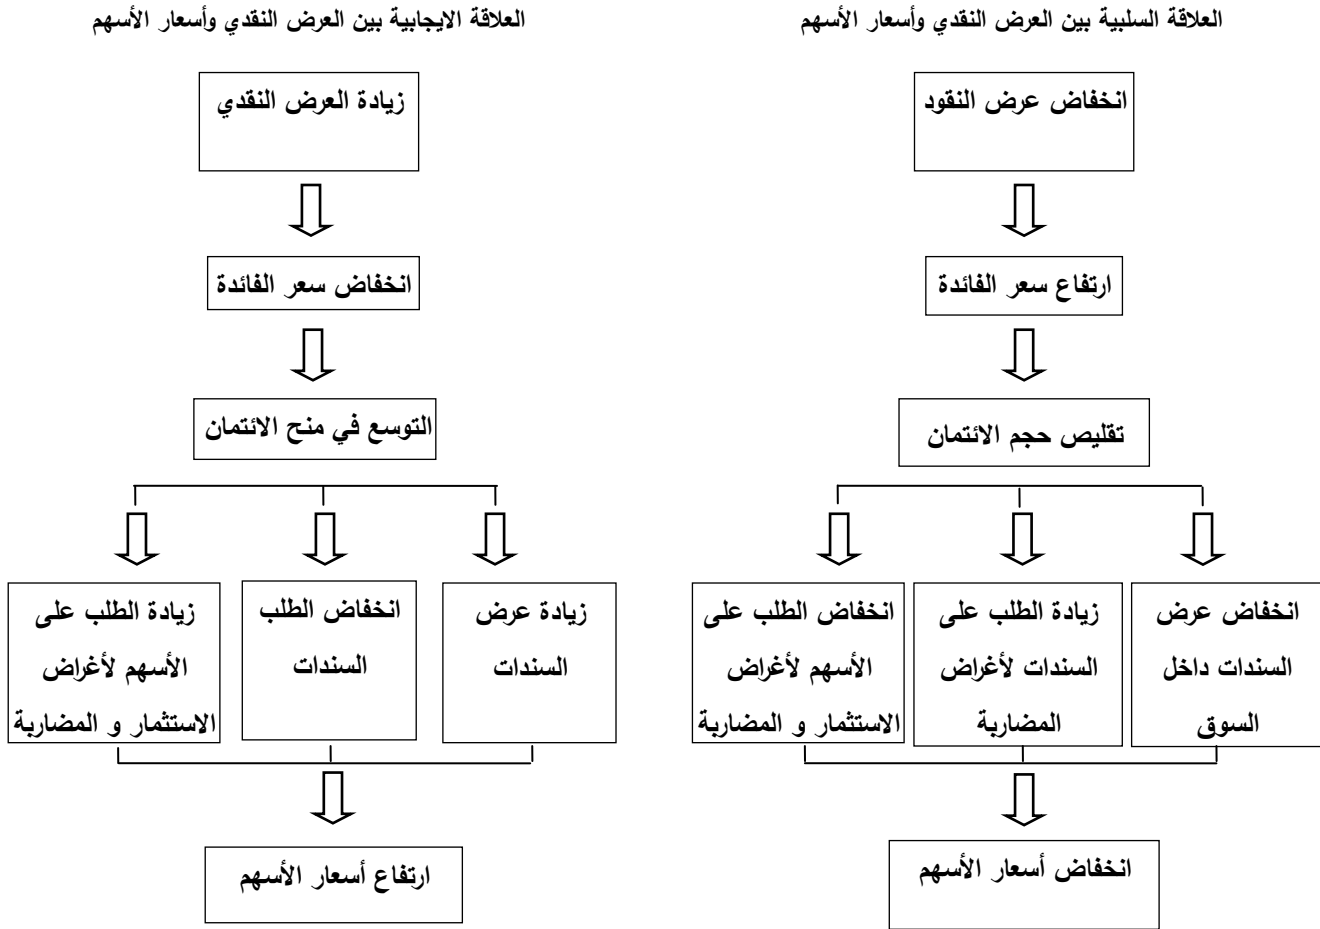 العلاقة السلبية بين العرض النقدي وأسعار الأسهم
انخفاض عرض النقود
ارتفاع سعر الفائدة
تقليص حجم الائتمان
انخفاض عرض
السندات داخل
السوق
زيادة الطلب على
السندات لأغراض
المضاربة
انخفاض الطلب على
الأسهم لأغراض
الاستثمار و المضاربة
انخفاض أسعار الأسهم
العلاقة الايجابية بين العرض النقدي وأسعار الأسهم
زيادة العرض النقدي
انخفاض سعر الفائدة
التوسع في منح الائتمان
زيادة عرض
السندات
انخفاض الطلب
السندات
زيادة الطلب على
الأسهم لأغراض
الاستثمار و المضاربة
ارتفاع أسعار الأسهم